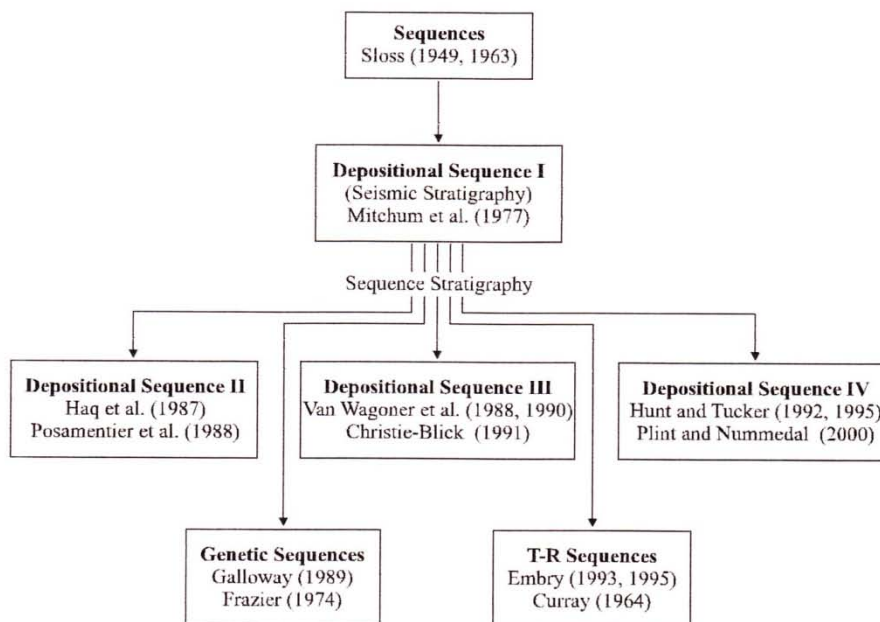 Sequences
Sloss (1949, 1963)
Depositional Sequence I
(Seismic Stratigraphy)
Mitchum et al. (1977)
Sequence Stratigraphy
Depositional Sequence II
Haq et al. (1987)
Posamentier et al. (1988)
Depositional Sequence III
Van Wagoner et al. (1988, 1990)
Christie-Blick (1991)
Depositional Sequence IV
Hunt and Tucker (1992, 1995)
Plint and Nummedal (2000)
Genetic Sequences
Galloway (1989)
Frazier (1974)
T-R Sequences
Embry (1993, 1995)
Curray (1964)